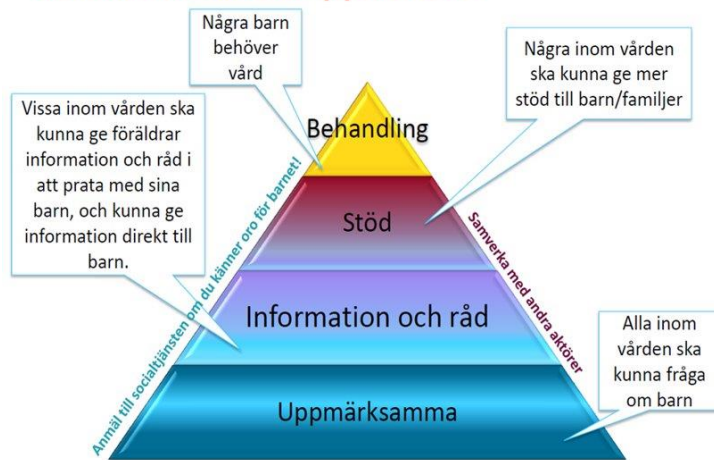 Några barn
behöver
vård
Några inom vården
ska kunna ge mer
stöd till barn/familjer
Vissa inom vården ska
kunna ge föräldrar
information och råd i
att prata med sina
barn, och kunna ge
information direkt till
barn.
Behandling
Stöd
Information och råd
Uppmärksamma
Anmäl till socialtjänsten om du känner oro för barnet!
Samverka med andra aktörer
Alla inom
vården ska
kunna fråga
om barn